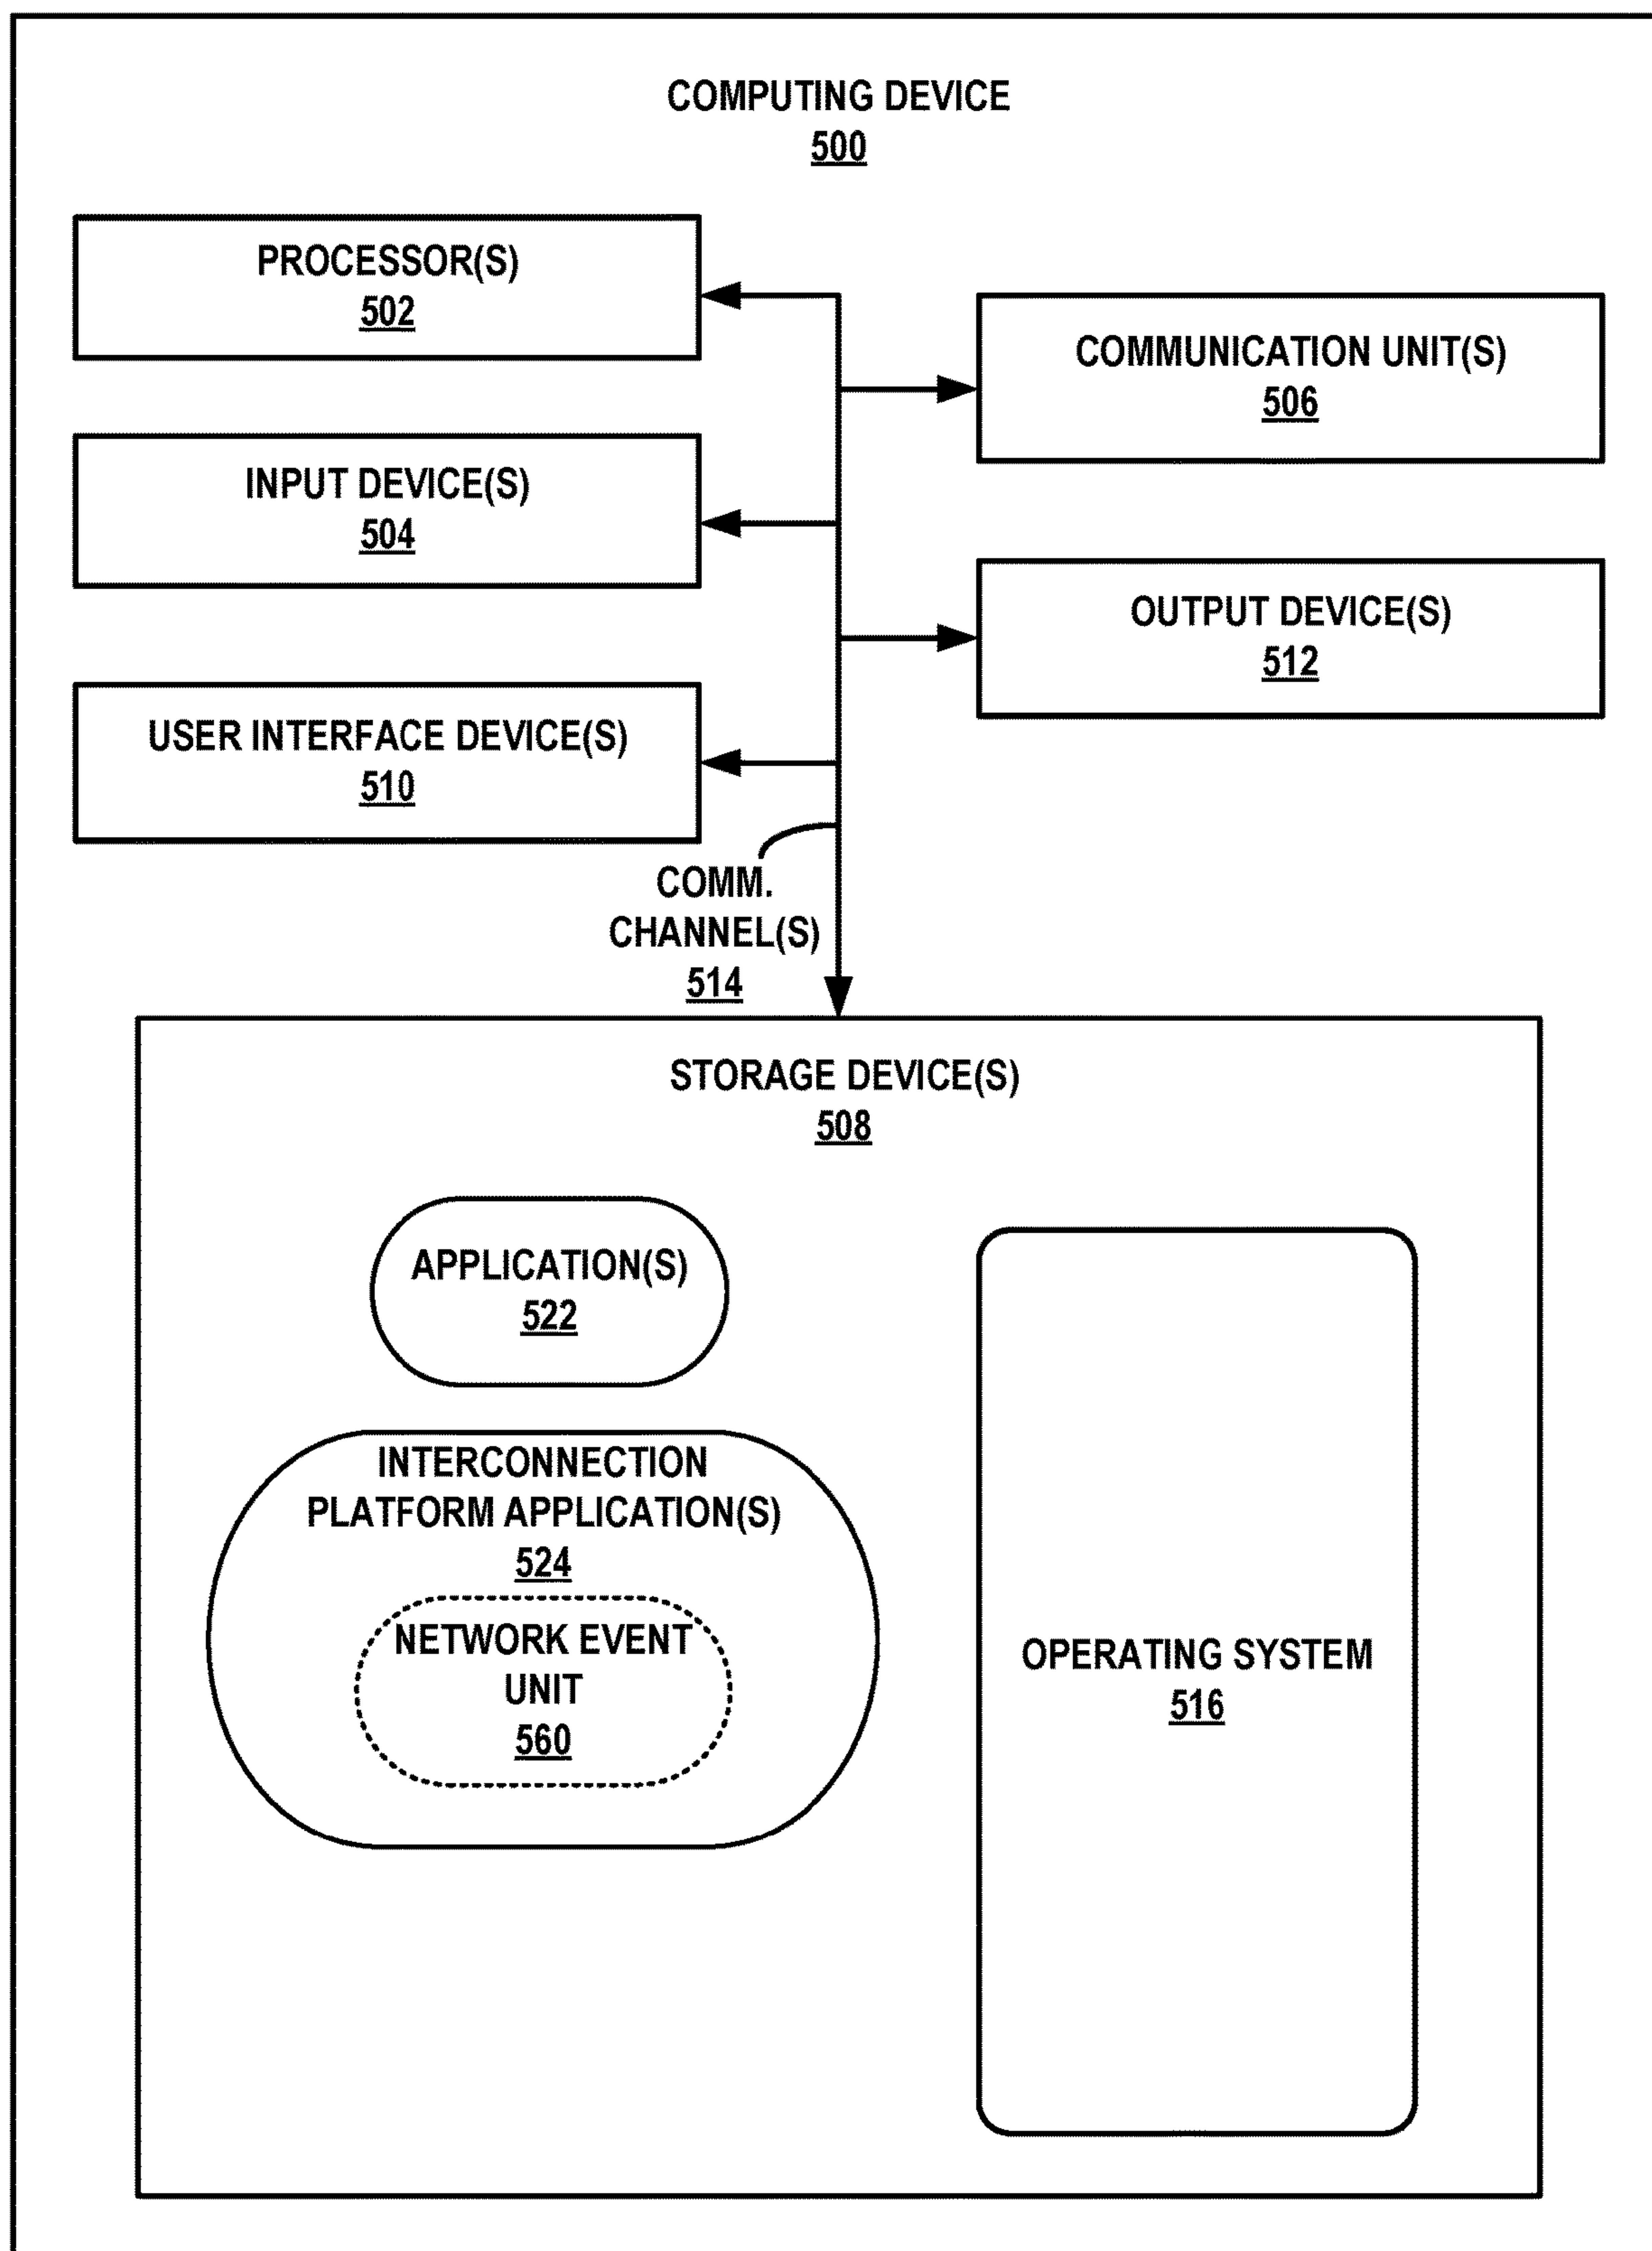 COMPUTING DEVICE
500
PROCESSOR(S)
502
COMMUNICATION UNIT(S)
506
INPUT DEVICE(S)
504
OUTPUT DEVICE(S)
512
USER INTERFACE DEVICE(S)
510
COMM.
CHANNEL(S)
514
STORAGE DEVICE(S)
508
APPLICATION(S)
522
INTERCONNECTION
PLATFORM APPLICATION(S)
524
NETWORK EVENT
UNIT
560
OPERATING SYSTEM
516